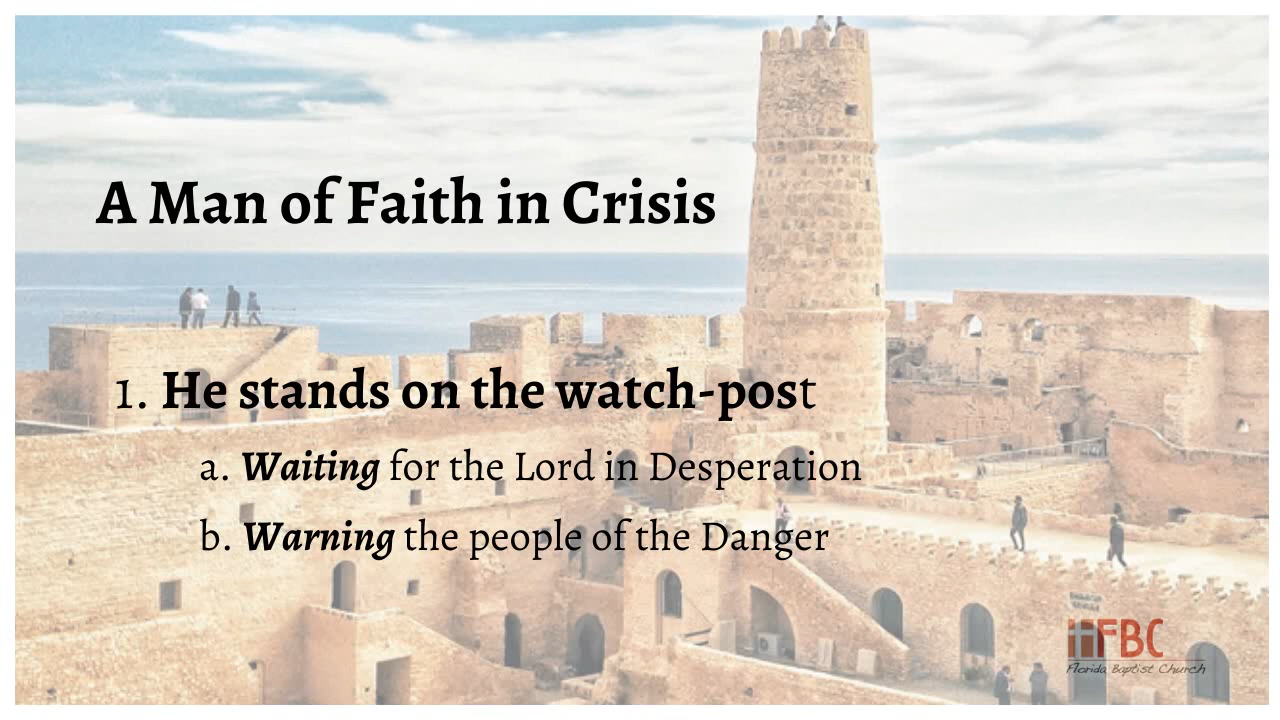 A Man of Faith in Crisis
1. He stands on the watch-post
a. Waiting for the Lord in Desperation
b. Warning the people of the Danger
FBC
Florida Baptist Church